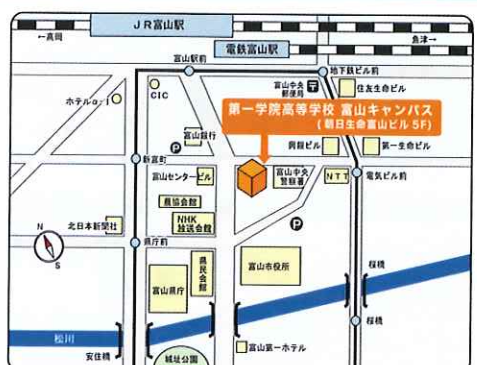 JR富山駅
←高岡
魚津→
電鉄富山駅
富山駅前
地下鉄ビル前
富山中央
郵便局
住友生命ビル
ホテルα-1
CIC
第一学院高等学校 富山キャンパス
(朝日生命富山ビル5F)
富山銀行
P
興銀ビル
第一生命ビル
新富町
富山センタービル
富山中央
警察署
NTT
電気ビル前
農協会館
北日本新聞社
NHK
放送会館
P
N
S
県庁前
県民会館
富山市役所
富山県庁
桜橋
松川
桜橋
安住橋
富山第一ホテル
城址公園